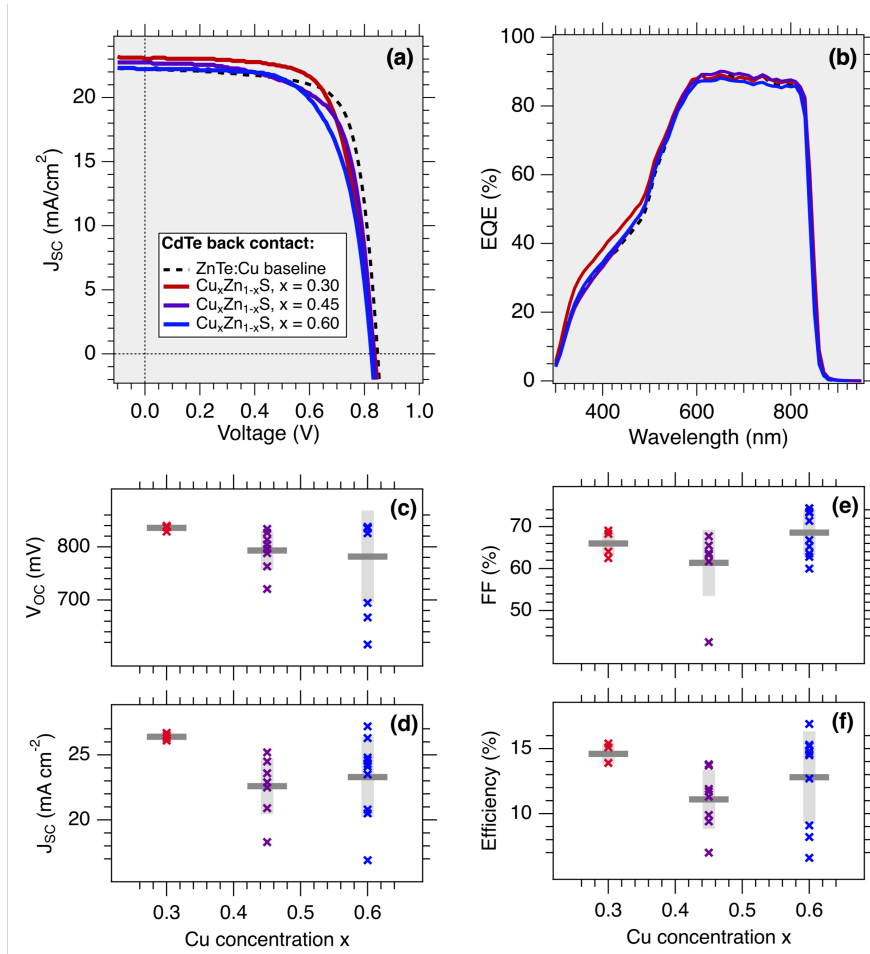 (a)
20
15
10
5
0
J_SC (mA/cm²)
CdTe back contact:
ZnTe:Cu baseline
CuₓZn₁₋ₓS, x = 0.30
CuₓZn₁₋ₓS, x = 0.45
CuₓZn₁₋ₓS, x = 0.60
0.0 0.2 0.4 0.6 0.8 1.0
Voltage (V)
(b)
100
80
60
40
20
0
EQE (%)
400 600 800
Wavelength (nm)
(c)
800
700
V_OC (mV)
(e)
70
60
50
FF (%)
(d)
25
20
J_SC (mA cm⁻²)
0.3 0.4 0.5 0.6
Cu concentration x
(f)
15
10
Efficiency (%)
0.3 0.4 0.5 0.6
Cu concentration x